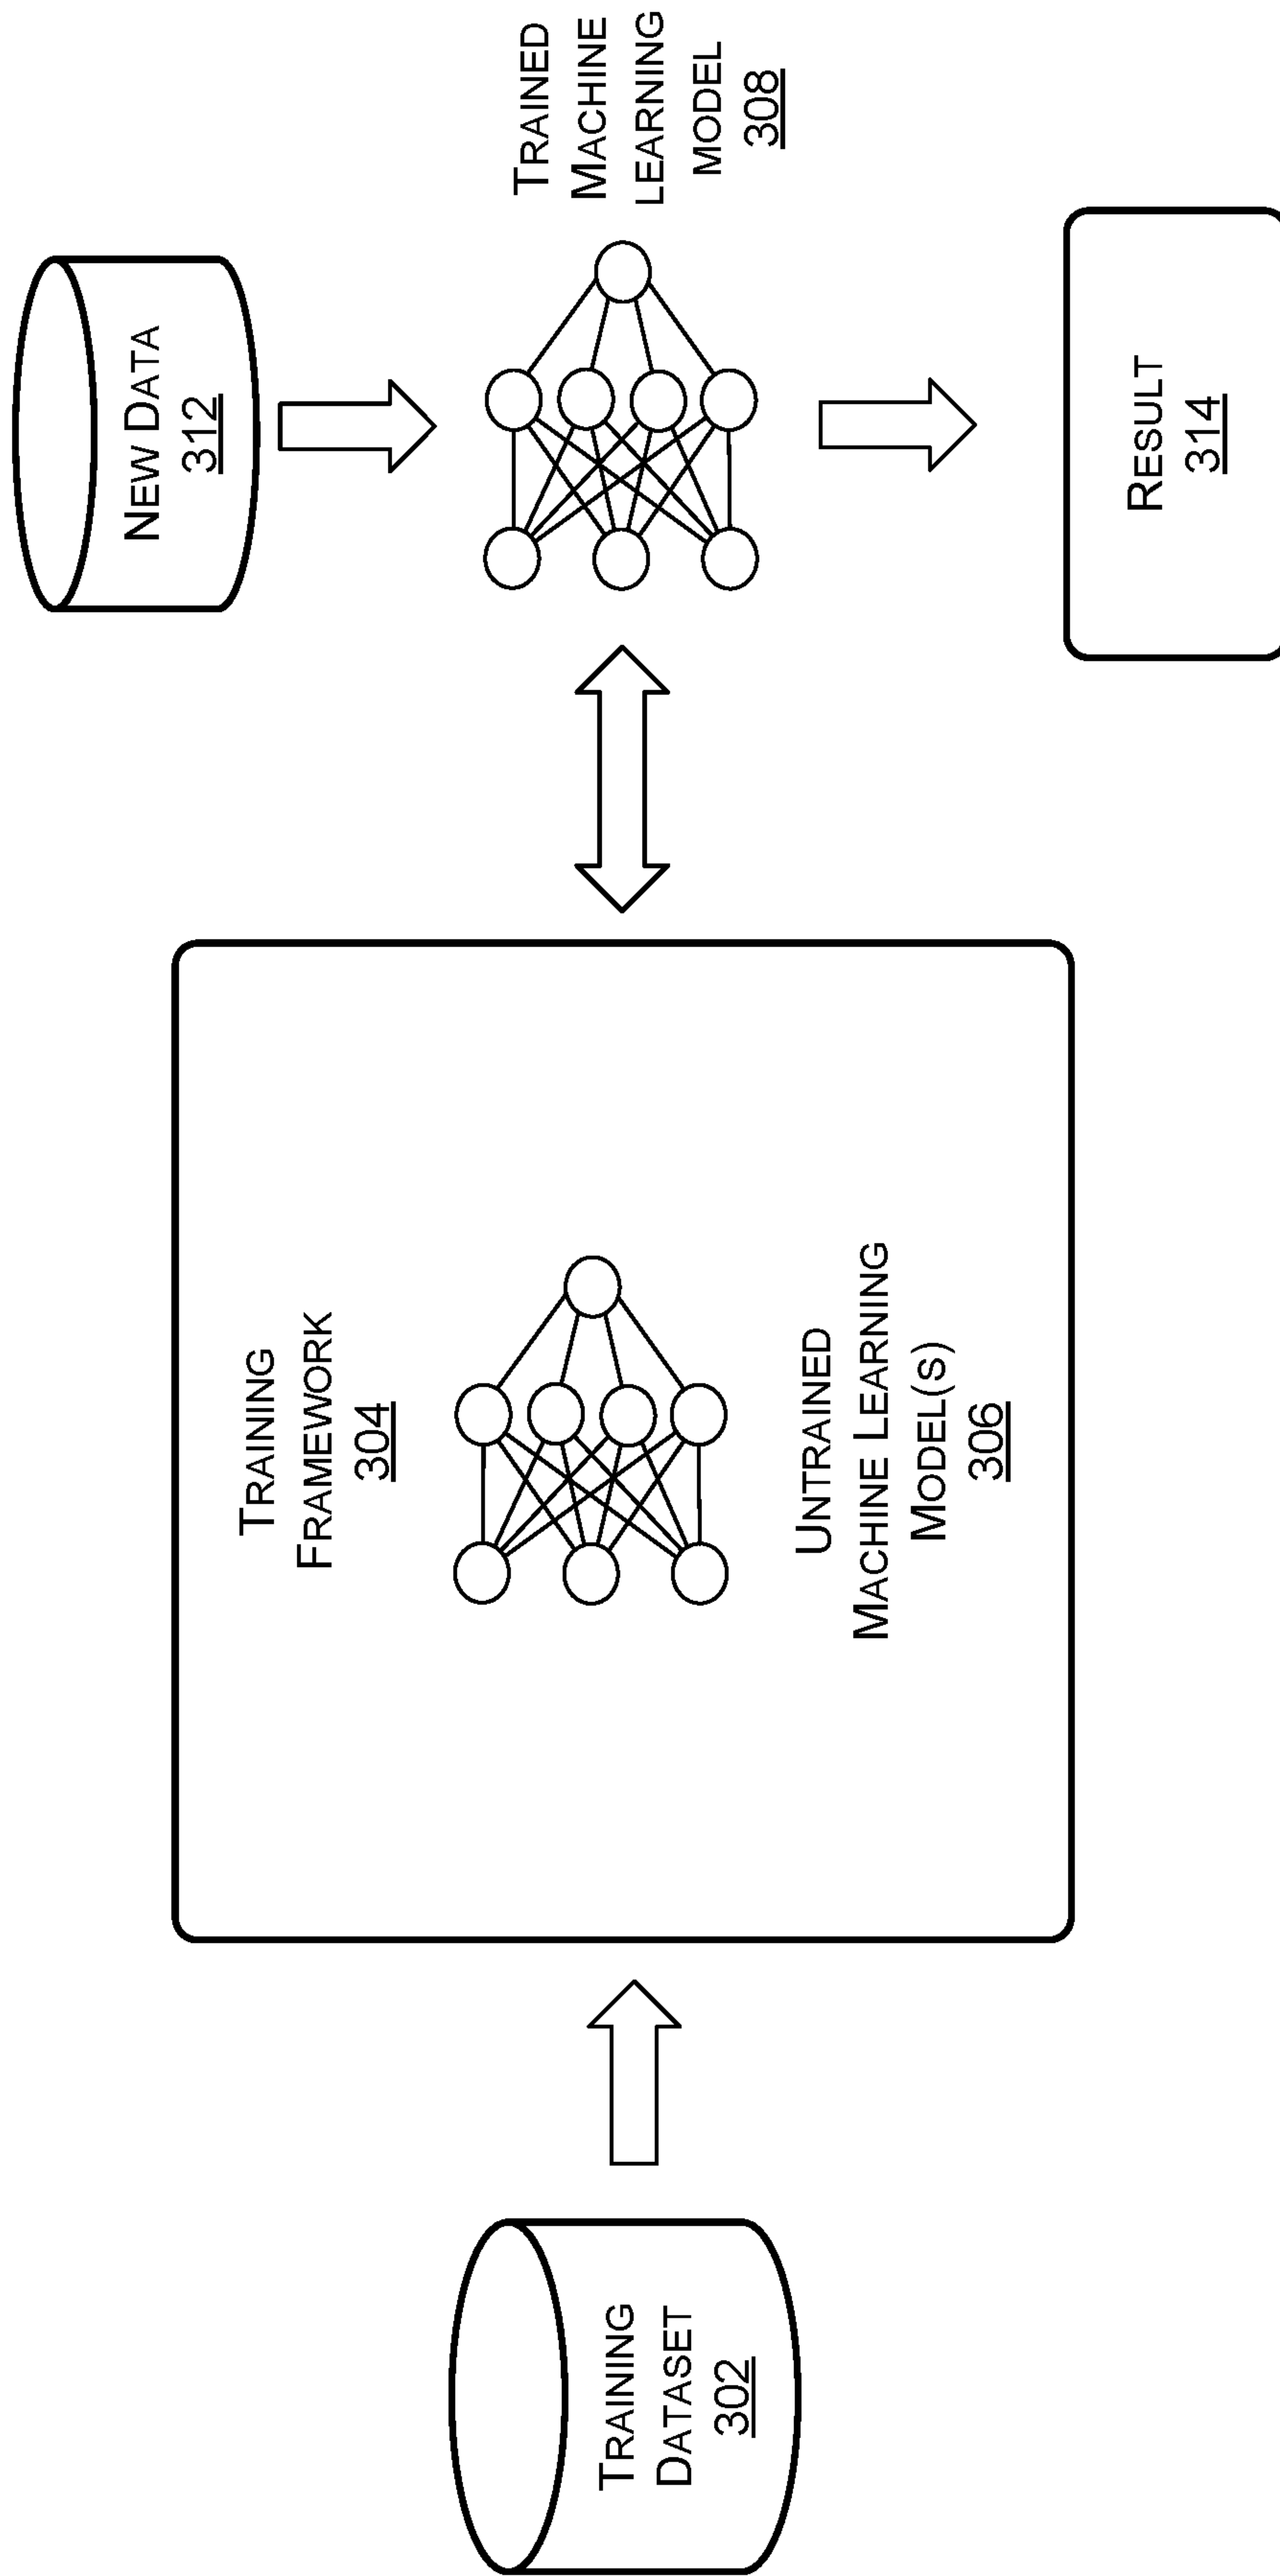 TRAINING
DATASET
302
TRAINING
FRAMEWORK
304
UNTRAINED
MACHINE LEARNING
MODEL(S)
306
NEW DATA
312
TRAINED
MACHINE
LEARNING
MODEL
308
RESULT
314